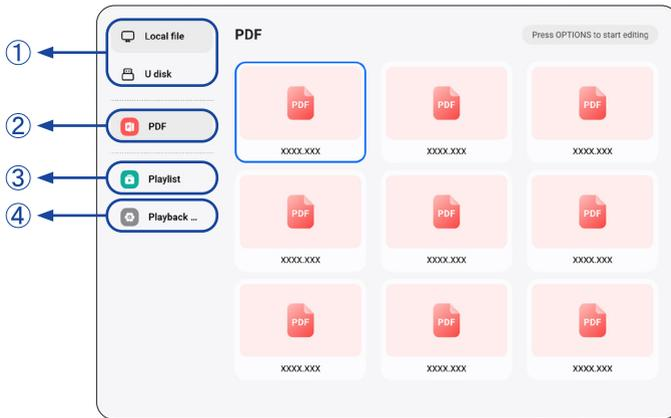 ① Local file
U disk
② PDF
③ Playlist
④ Playback ...
PDF
Press OPTIONS to start editing
PDF PDF PDF
XXXX.XXX XXXX.XXX XXXX.XXX
PDF PDF PDF
XXXX.XXX XXXX.XXX XXXX.XXX
PDF PDF PDF
XXXX.XXX XXXX.XXX XXXX.XXX